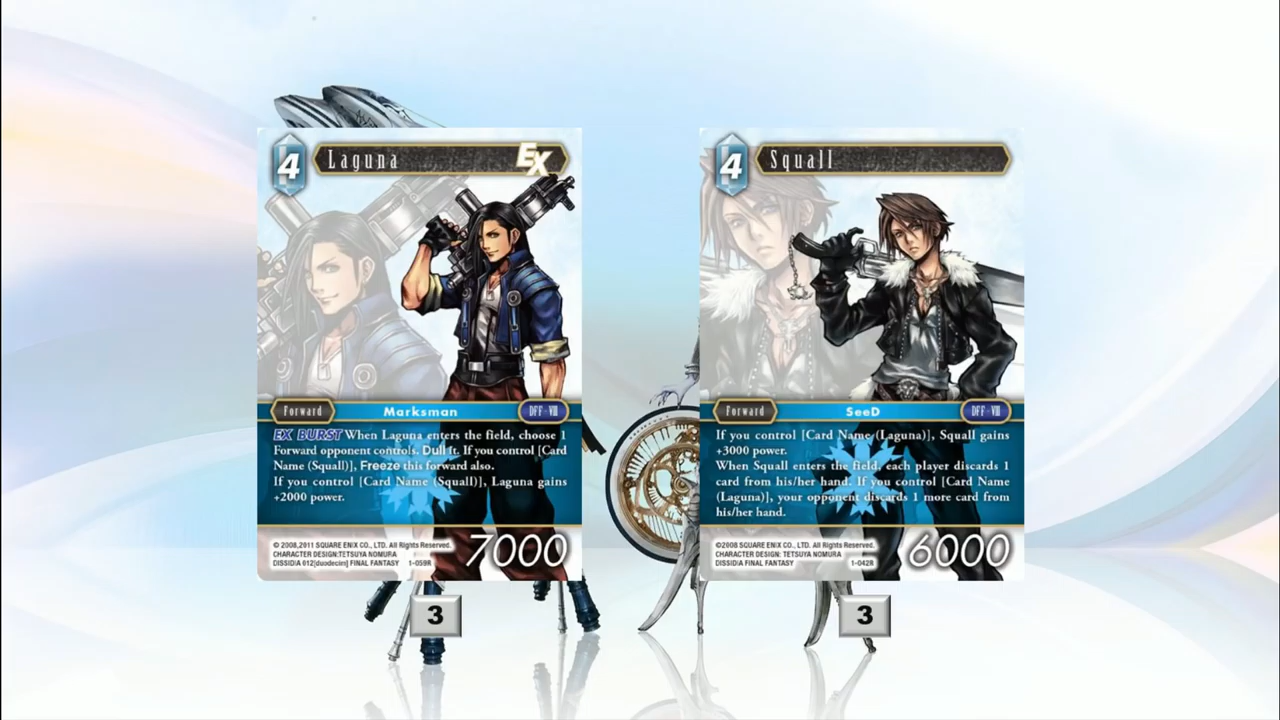 4
Laguna
EX
Forward
Marksman
DFF · VIII
EX BURST When Laguna enters the field, choose 1
Forward opponent controls. Dull it. If you control [Card
Name (Squall)], Freeze this forward also.
If you control [Card Name (Squall)], Laguna gains
+2000 power.
© 2008,2011 SQUARE ENIX CO., LTD. All Rights Reserved.
CHARACTER DESIGN:TETSUYA NOMURA
DISSIDIA 012[duodecim] FINAL FANTASY
1-059R
7000
3
4
Squall
Forward
SeeD
DFF · VIII
If you control [Card Name (Laguna)], Squall gains
+3000 power.
When Squall enters the field, each player discards 1
card from his/her hand. If you control [Card Name
(Laguna)], your opponent discards 1 more card from
his/her hand.
©2008 SQUARE ENIX CO., LTD. All Rights Reserved.
CHARACTER DESIGN: TETSUYA NOMURA
DISSIDIA FINAL FANTASY
1-042R
6000
3